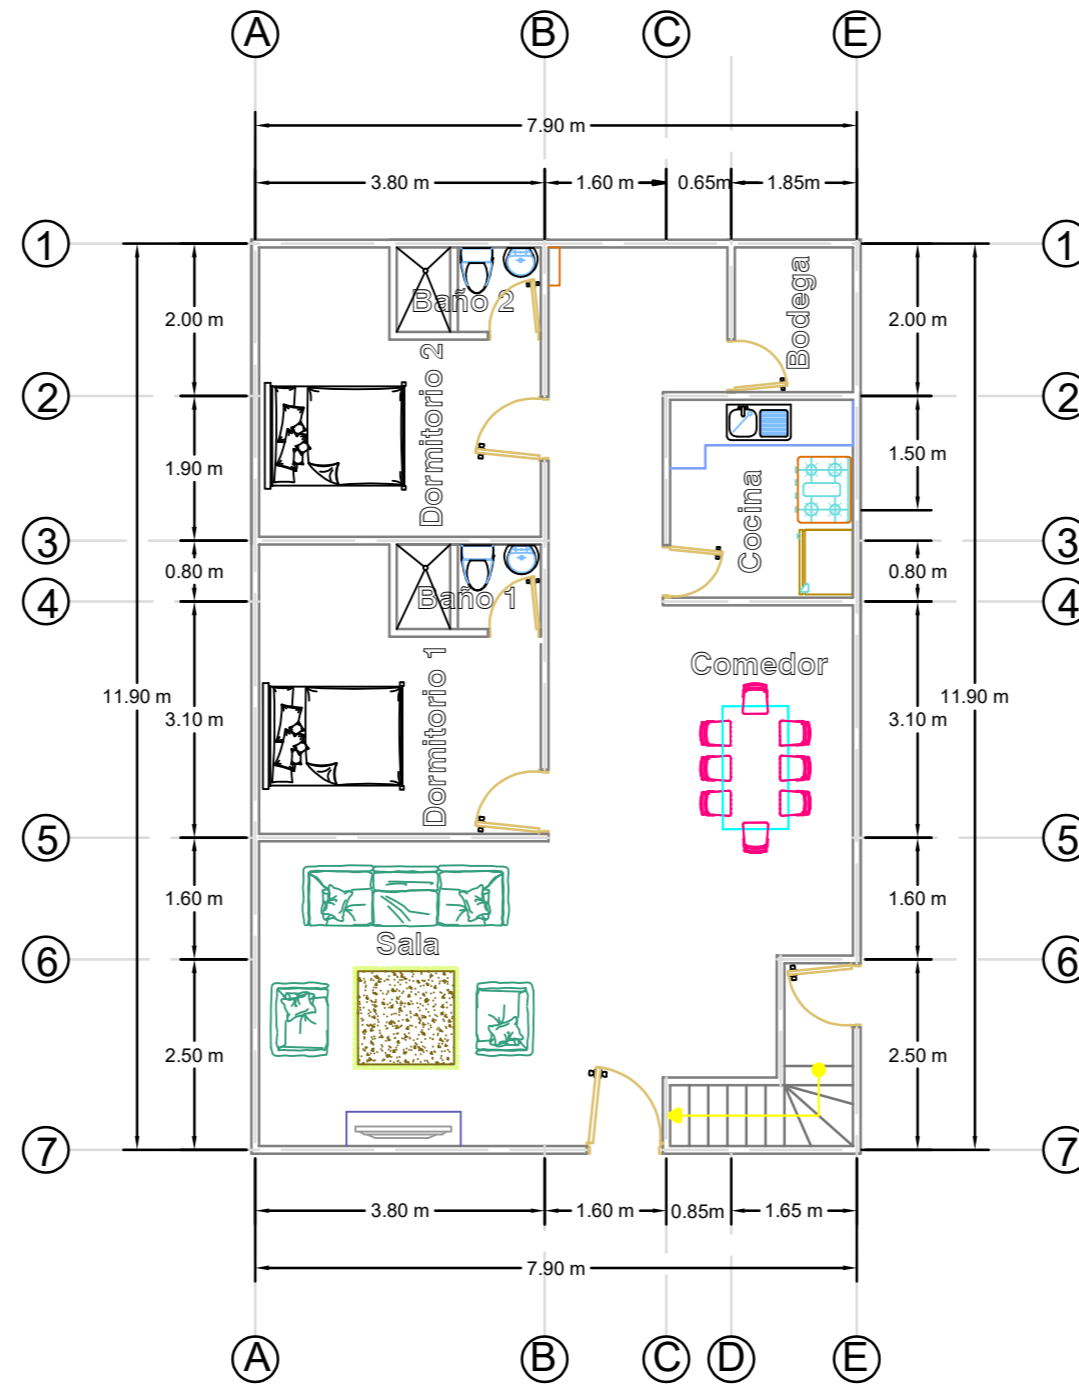 A B C E
7.90 m
3.80 m 1.60 m 0.65m 1.85m
1 1
Baño 2
Bodega
2.00 m 2.00 m
Dormitorio 2
2 2
1.90 m 1.50 m
Cocina
3 3
0.80 m 0.80 m
4 4
Baño 1
Comedor
Dormitorio 1
11.90 m 11.90 m
3.10 m 3.10 m
5 5
1.60 m 1.60 m
Sala
6 6
2.50 m 2.50 m
7 7
3.80 m 1.60 m 0.85m 1.65 m
7.90 m
A B C D E